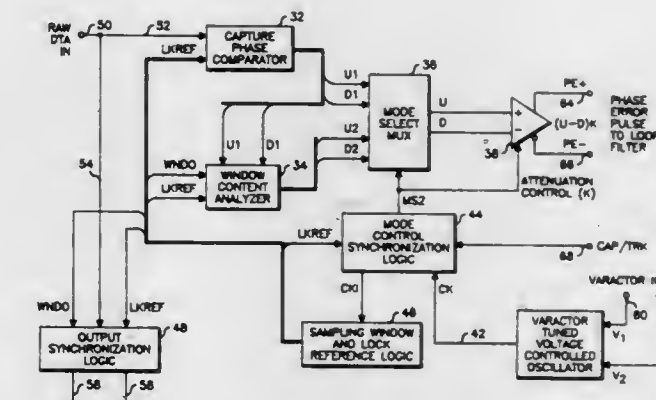 RAW
DTA
IN
50
52
32
CAPTURE
PHASE
COMPARATOR
LKREF
U1
D1
36
MODE
SELECT
MUX
U
D
+
−
(U-D)K
38
PE+
64
PE-
66
PHASE
ERROR
PULSE
TO LOOP
FILTER
54
U1
D1
U2
D2
WNDO
LKREF
WINDOW
CONTENT
ANALYZER
34
MS2
ATTENUATION
CONTROL (K)
44
LKREF
MODE
CONTROL
SYNCHRONIZATION
LOGIC
CAP/TRK
68
WNDO
LKREF
CKI
CK
46
42
VARACTOR
60
OUTPUT
SYNCHRONIZATION
LOGIC
48
SAMPLING WINDOW
AND LOCK
REFERENCE LOGIC
VARACTOR
TUNED
VOLTAGE
CONTROLLED
OSCILLATOR
V1
V2
56
58